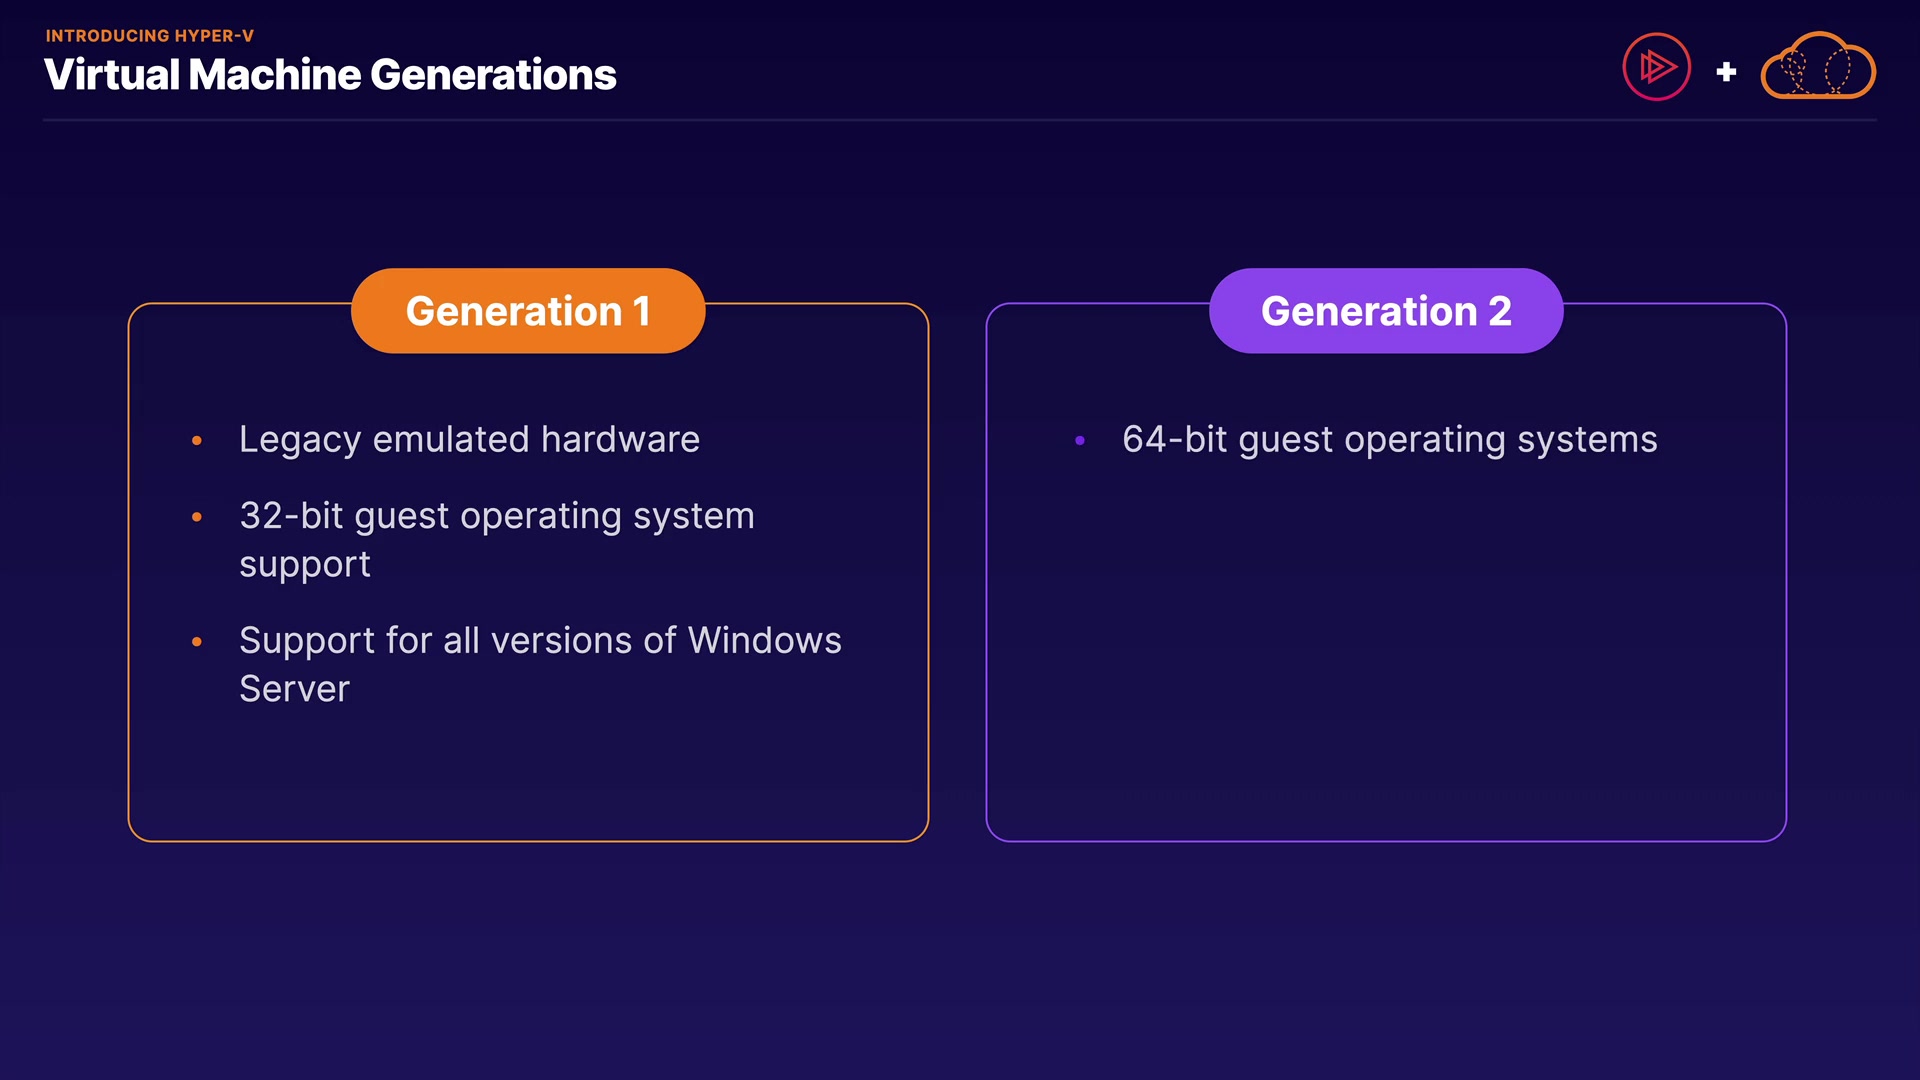 INTRODUCING HYPER-V
Virtual Machine Generations
Generation 1
• Legacy emulated hardware
• 32-bit guest operating system
support
• Support for all versions of Windows
Server
Generation 2
• 64-bit guest operating systems